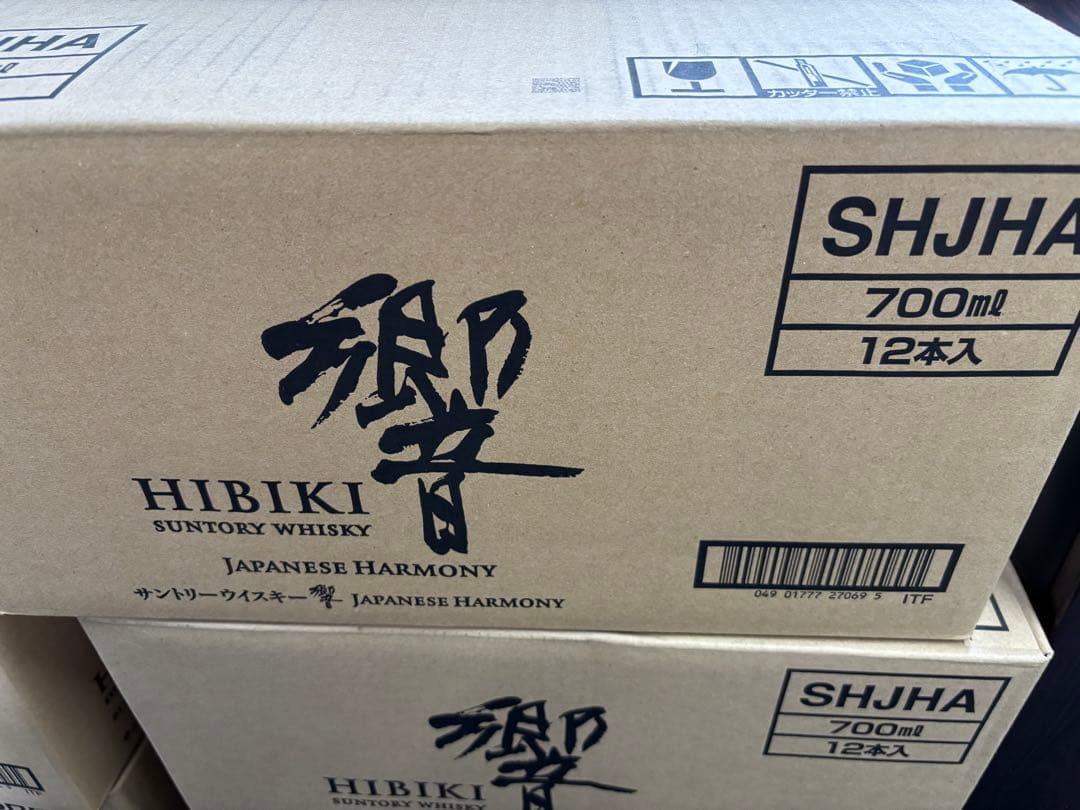 カッター禁止
SHJHA
700ml
12本入
響
HIBIKI
SUNTORY WHISKY
JAPANESE HARMONY
サントリーウイスキー響 JAPANESE HARMONY
049 01777 27069 5 ITF
SHJHA
700ml
12本入
響
HIBIKI
SUNTORY WHISKY